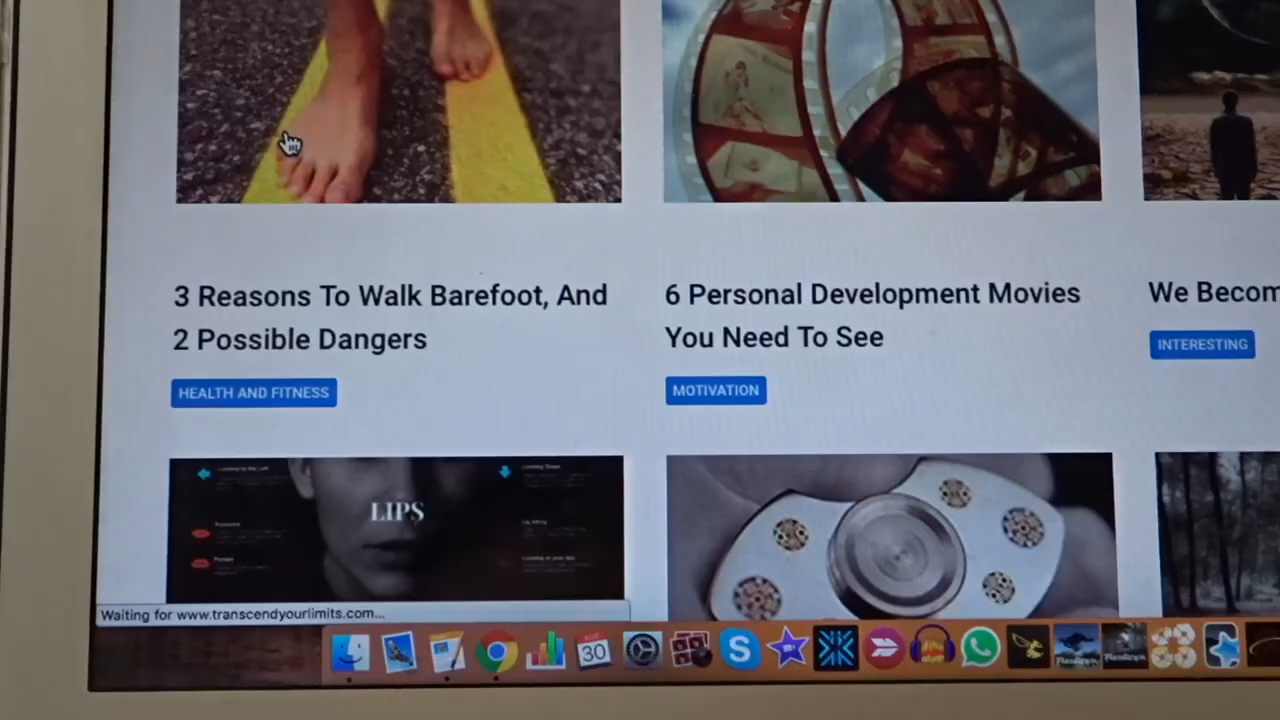 3 Reasons To Walk Barefoot, And
2 Possible Dangers
HEALTH AND FITNESS
6 Personal Development Movies
You Need To See
MOTIVATION
We Becom
INTERESTING
LIPS
Waiting for www.transcendyourlimits.com...
30